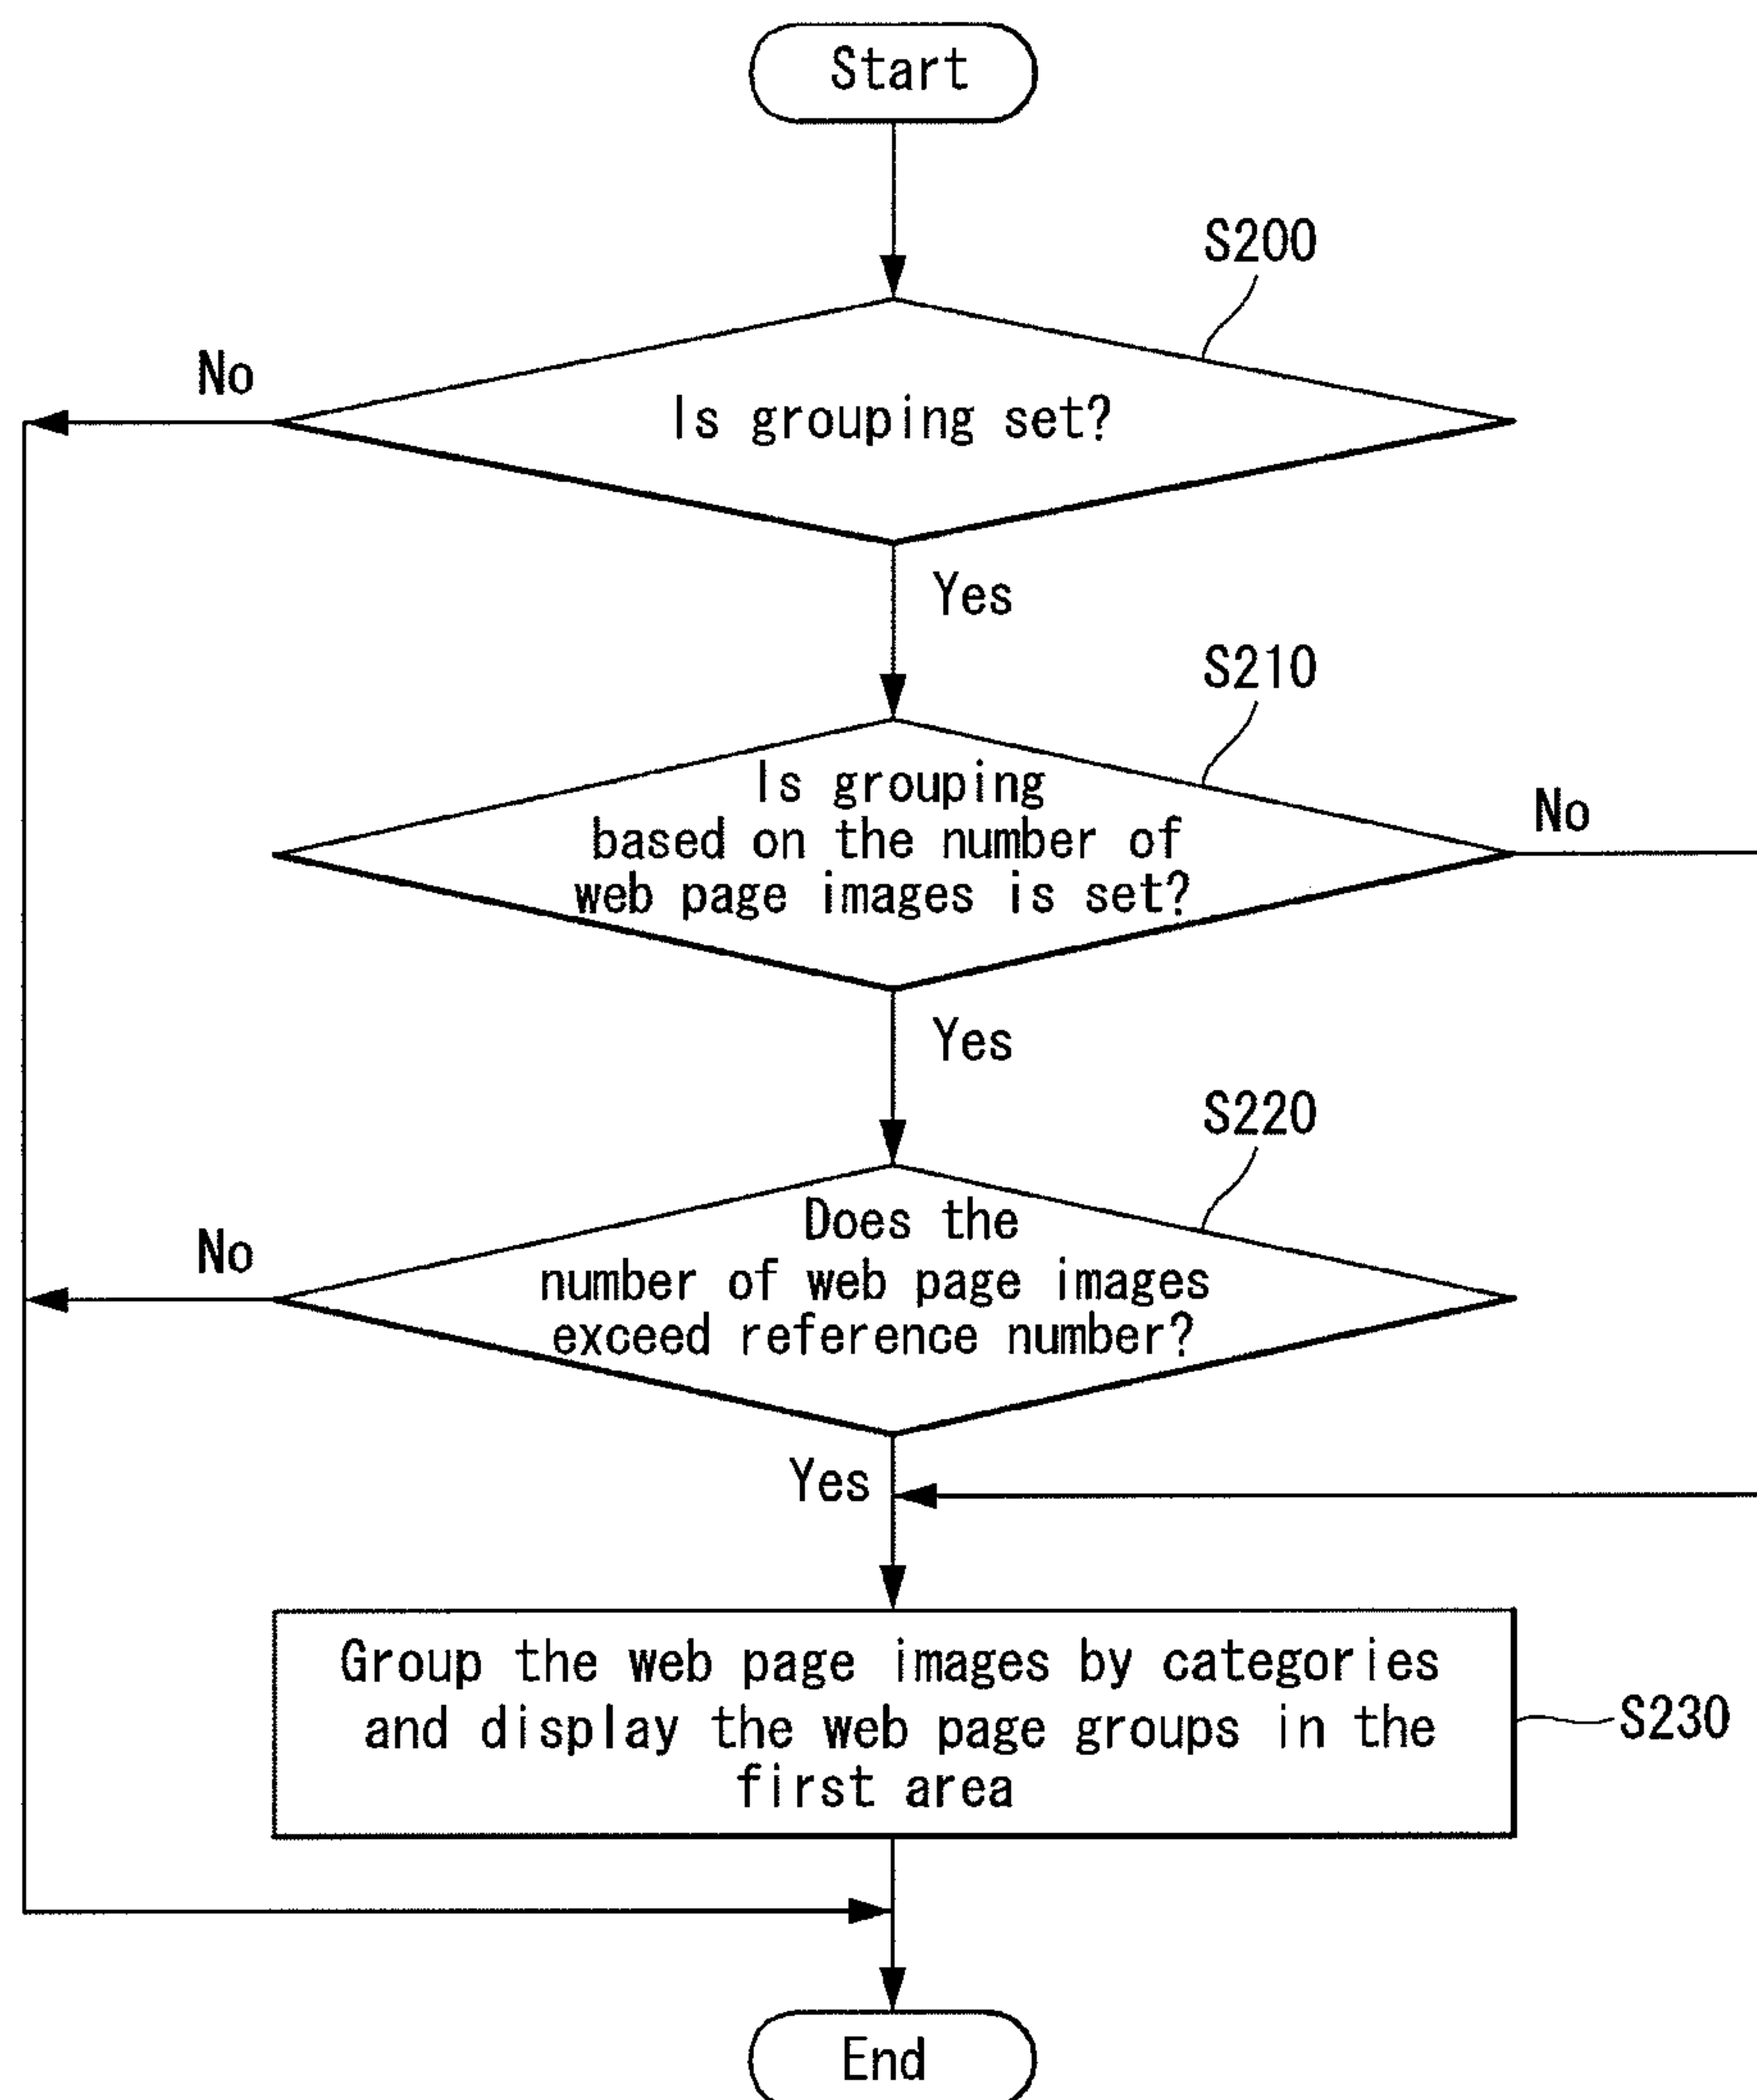 Start
S200
No
Is grouping set?
Yes
S210
Is grouping
based on the number of
web page images is set?
No
Yes
S220
Does the
number of web page images
exceed reference number?
No
Yes
Group the web page images by categories
and display the web page groups in the
first area
S230
End